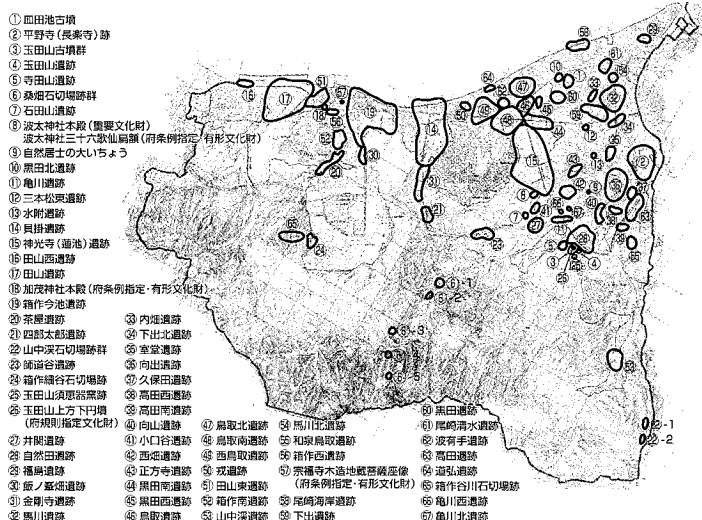 ① 皿田池古墳
② 平野寺(長楽寺)跡
③ 玉田山古墳群
④ 玉田山遺跡
⑤ 寺田山遺跡
⑥ 桑畑石切場跡群
⑦ 石田山遺跡
⑧ 波太神社本殿(重要文化財)
波太神社三十六歌仙扁額(府条例指定・有形文化財)
⑨ 自然居士の大いちょう
⑩ 黒田北遺跡
⑪ 亀川遺跡
⑫ 三本松東遺跡
⑬ 水附遺跡
⑭ 貝掛遺跡
⑮ 神光寺(蓮池)遺跡
⑯ 田山西遺跡
⑰ 田山遺跡
⑱ 加茂神社本殿(府条例指定・有形文化財)
⑲ 箱作今池遺跡
⑳ 茶屋遺跡
㉑ 四郎太郎遺跡
㉒ 山中渓石切場跡群
㉓ 師道谷遺跡
㉔ 箱作細谷石切場跡
㉕ 玉田山須恵器窯跡
㉖ 玉田山上方下円墳
(府規則指定文化財)
㉗ 井関遺跡
㉘ 自然田遺跡
㉙ 福島遺跡
㉚ 飯ノ峯畑遺跡
㉛ 金剛寺遺跡
㉜ 馬川遺跡
㉝ 内畑遺跡
㉞ 下出北遺跡
㉟ 室堂遺跡
㊱ 向出遺跡
㊲ 久保田遺跡
㊳ 高田西遺跡
㊴ 高田南遺跡
㊵ 向山遺跡
㊶ 小口谷遺跡
㊷ 西畑遺跡
㊸ 正方寺遺跡
㊹ 黒田南遺跡
㊺ 黒田西遺跡
㊻ 鳥取遺跡
㊼ 鳥取北遺跡
㊽ 鳥取南遺跡
㊾ 西鳥取遺跡
㊿ 戎遺跡
51 田山東遺跡
52 箱作南遺跡
53 山中渓遺跡
54 馬川北遺跡
55 和泉鳥取遺跡
56 箱作西遺跡
57 宗福寺木造地蔵菩薩座像
(府条例指定・有形文化財)
58 尾崎海岸遺跡
59 下出遺跡
60 黒田遺跡
61 尾崎清水遺跡
62 波有手遺跡
63 高田遺跡
64 道弘遺跡
65 箱作谷川石切場跡
66 亀川西遺跡
67 亀川北遺跡